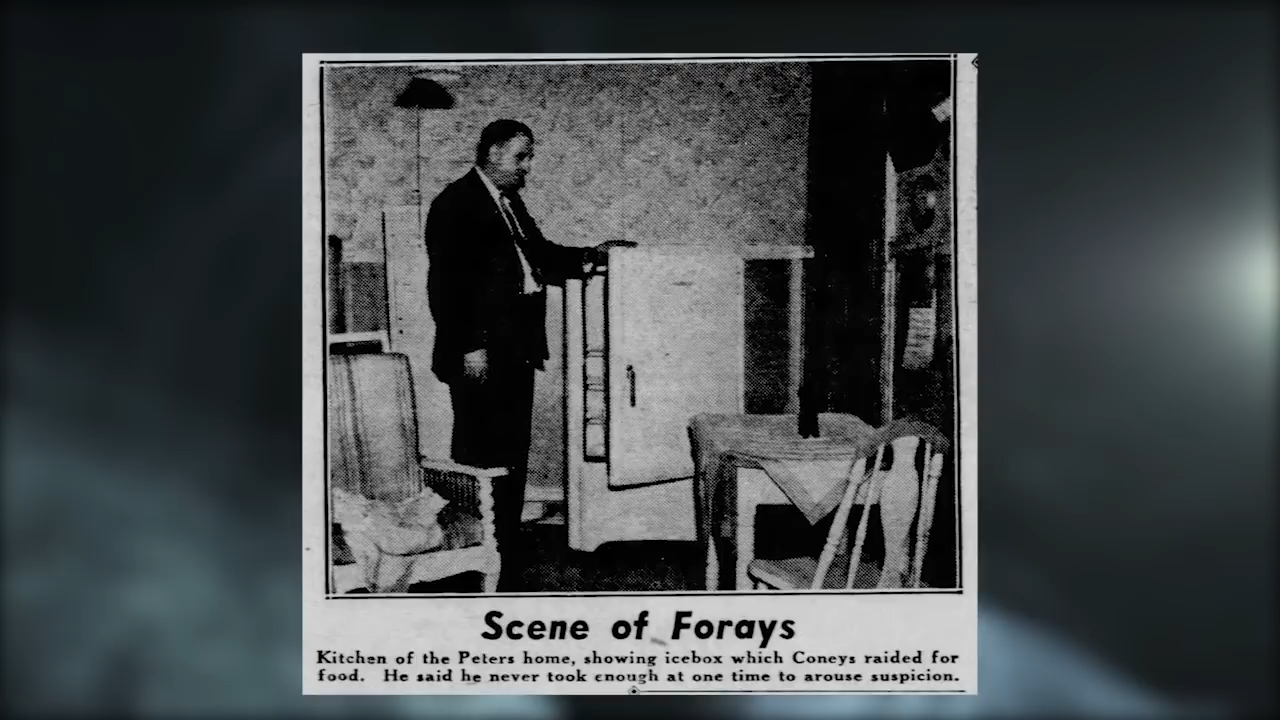 Scene of Forays
Kitchen of the Peters home, showing icebox which Coneys raided for
food. He said he never took enough at one time to arouse suspicion.